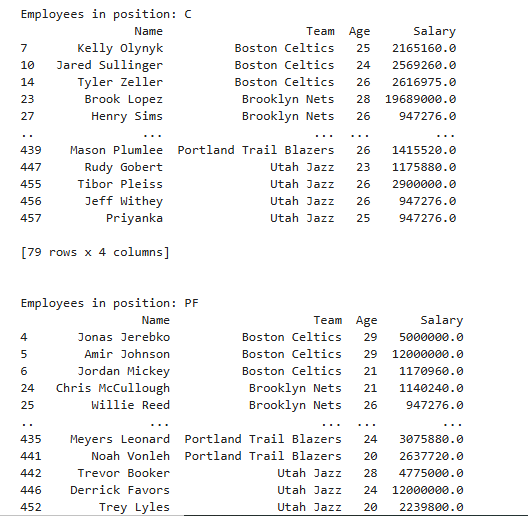 Employees in position: C
Name Team Age Salary
7 Kelly Olynyk Boston Celtics 25 2165160.0
10 Jared Sullinger Boston Celtics 24 2569260.0
14 Tyler Zeller Boston Celtics 26 2616975.0
23 Brook Lopez Brooklyn Nets 28 19689000.0
27 Henry Sims Brooklyn Nets 26 947276.0
.. ... ... ... ...
439 Mason Plumlee Portland Trail Blazers 26 1415520.0
447 Rudy Gobert Utah Jazz 23 1175880.0
455 Tibor Pleiss Utah Jazz 26 2900000.0
456 Jeff Withey Utah Jazz 26 947276.0
457 Priyanka Utah Jazz 25 947276.0
[79 rows x 4 columns]
Employees in position: PF
Name Team Age Salary
4 Jonas Jerebko Boston Celtics 29 5000000.0
5 Amir Johnson Boston Celtics 29 12000000.0
6 Jordan Mickey Boston Celtics 21 1170960.0
24 Chris McCullough Brooklyn Nets 21 1140240.0
25 Willie Reed Brooklyn Nets 26 947276.0
.. ... ... ... ...
435 Meyers Leonard Portland Trail Blazers 24 3075880.0
441 Noah Vonleh Portland Trail Blazers 20 2637720.0
442 Trevor Booker Utah Jazz 28 4775000.0
446 Derrick Favors Utah Jazz 24 12000000.0
452 Trey Lyles Utah Jazz 20 2239800.0